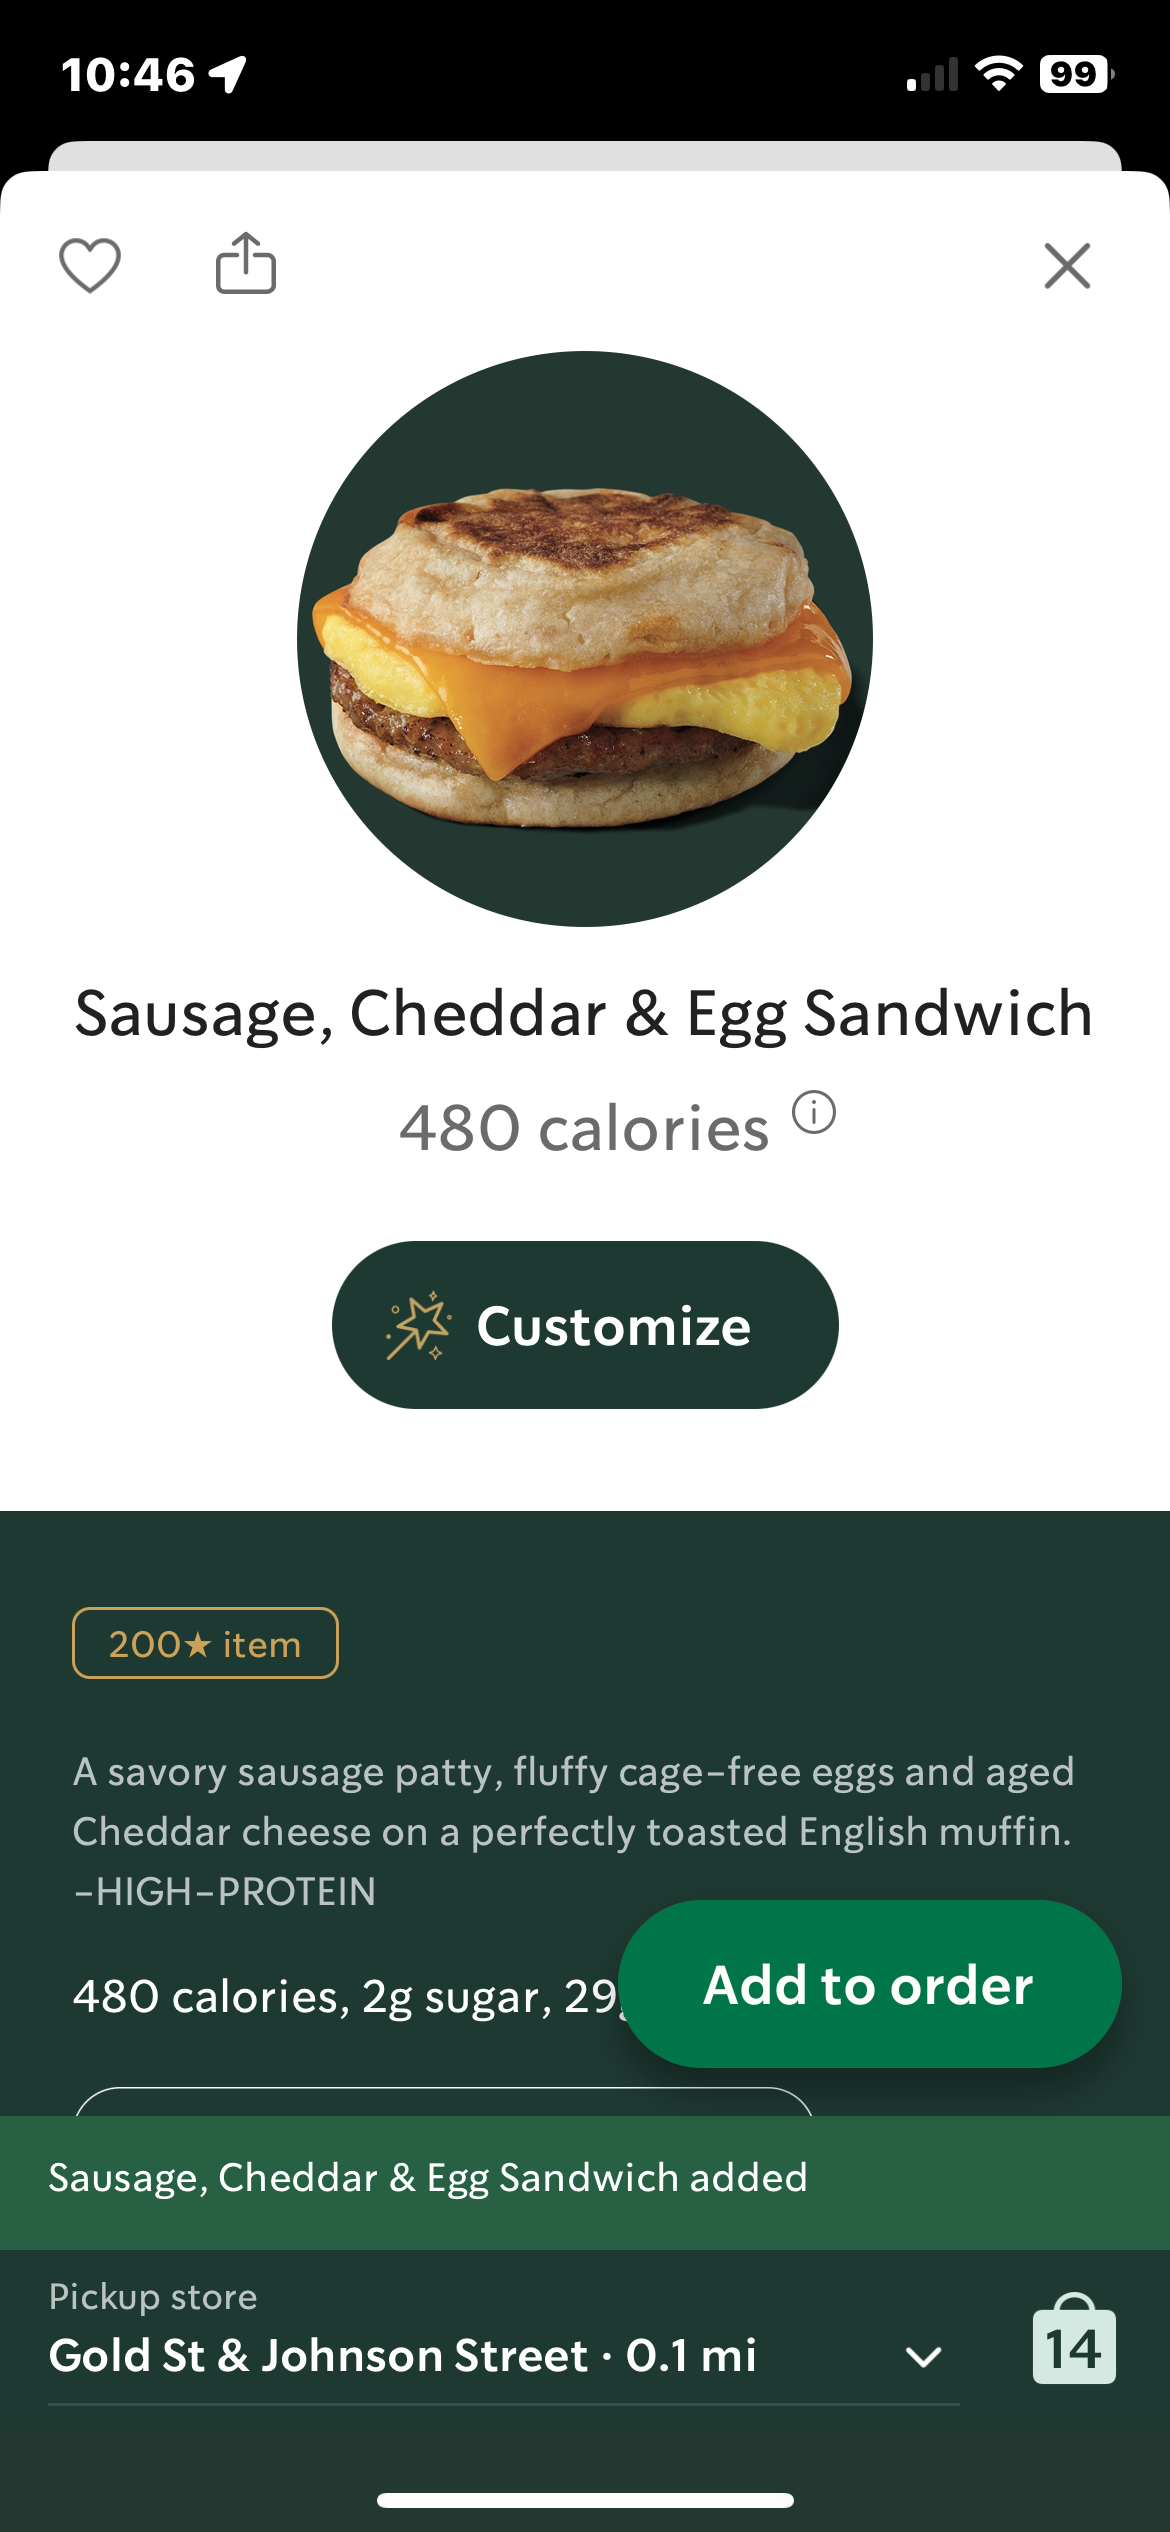 10:46
99
Sausage, Cheddar & Egg Sandwich
480 calories
Customize
200★ item
A savory sausage patty, fluffy cage-free eggs and aged
Cheddar cheese on a perfectly toasted English muffin.
-HIGH-PROTEIN
480 calories, 2g sugar, 29
Add to order
Sausage, Cheddar & Egg Sandwich added
Pickup store
Gold St & Johnson Street · 0.1 mi
14